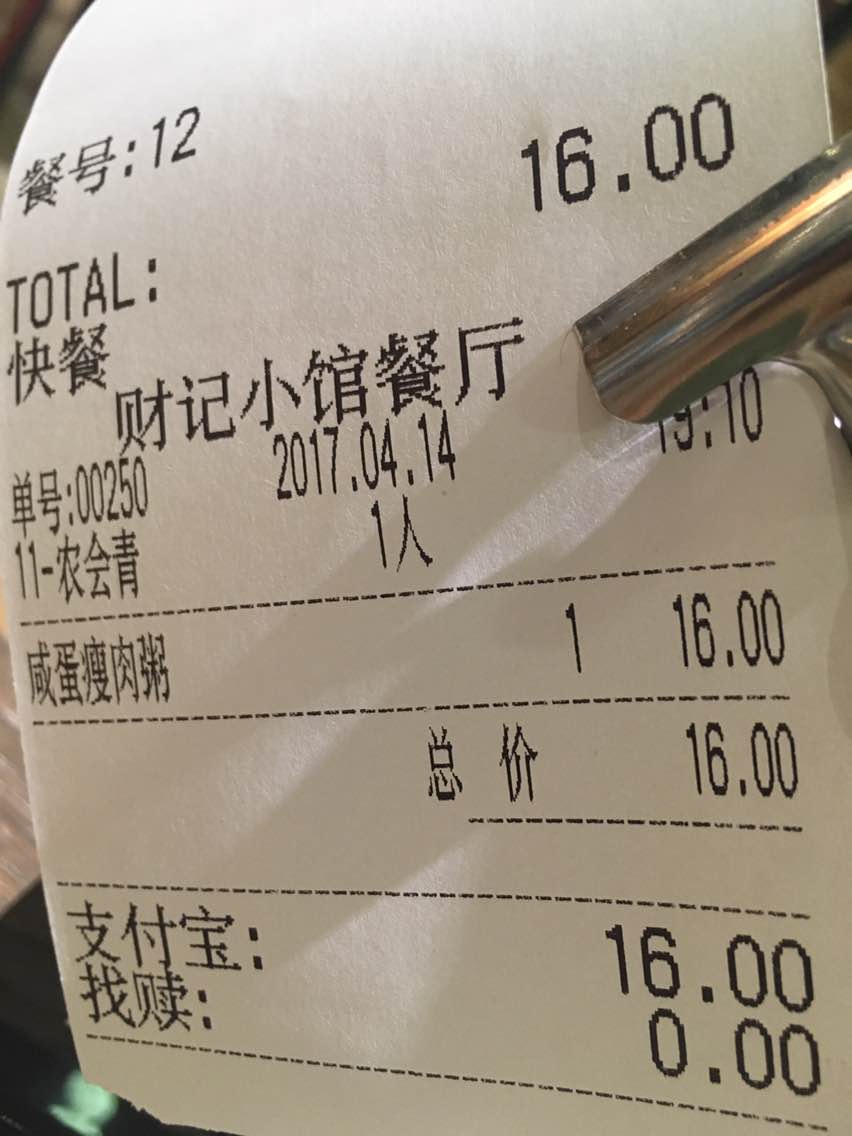 餐号:12
16.00
TOTAL:
快餐
财记小馆餐厅
单号:00250 2017.04.14 19:10
11-农会青 1人
咸蛋瘦肉粥 1 16.00
总 价 16.00
支付宝: 16.00
找赎: 0.00